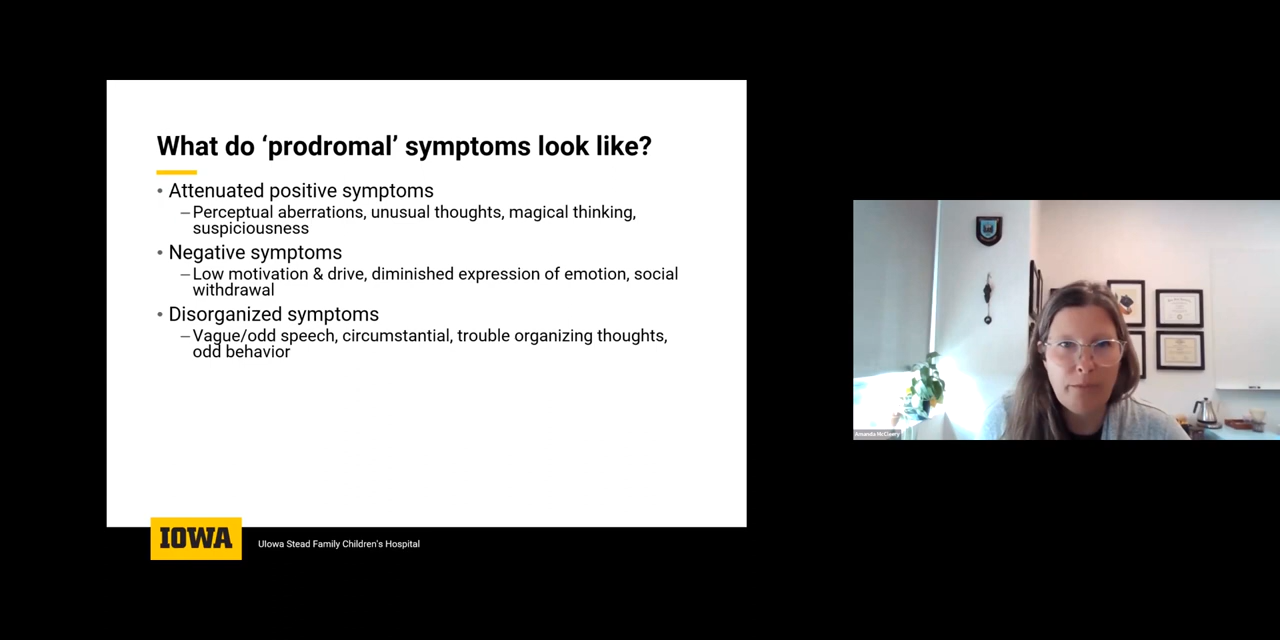 What do ‘prodromal’ symptoms look like?
• Attenuated positive symptoms
–Perceptual aberrations, unusual thoughts, magical thinking,
suspiciousness
• Negative symptoms
–Low motivation & drive, diminished expression of emotion, social
withdrawal
• Disorganized symptoms
–Vague/odd speech, circumstantial, trouble organizing thoughts,
odd behavior
IOWA
UIowa Stead Family Children's Hospital
Amanda McCleery